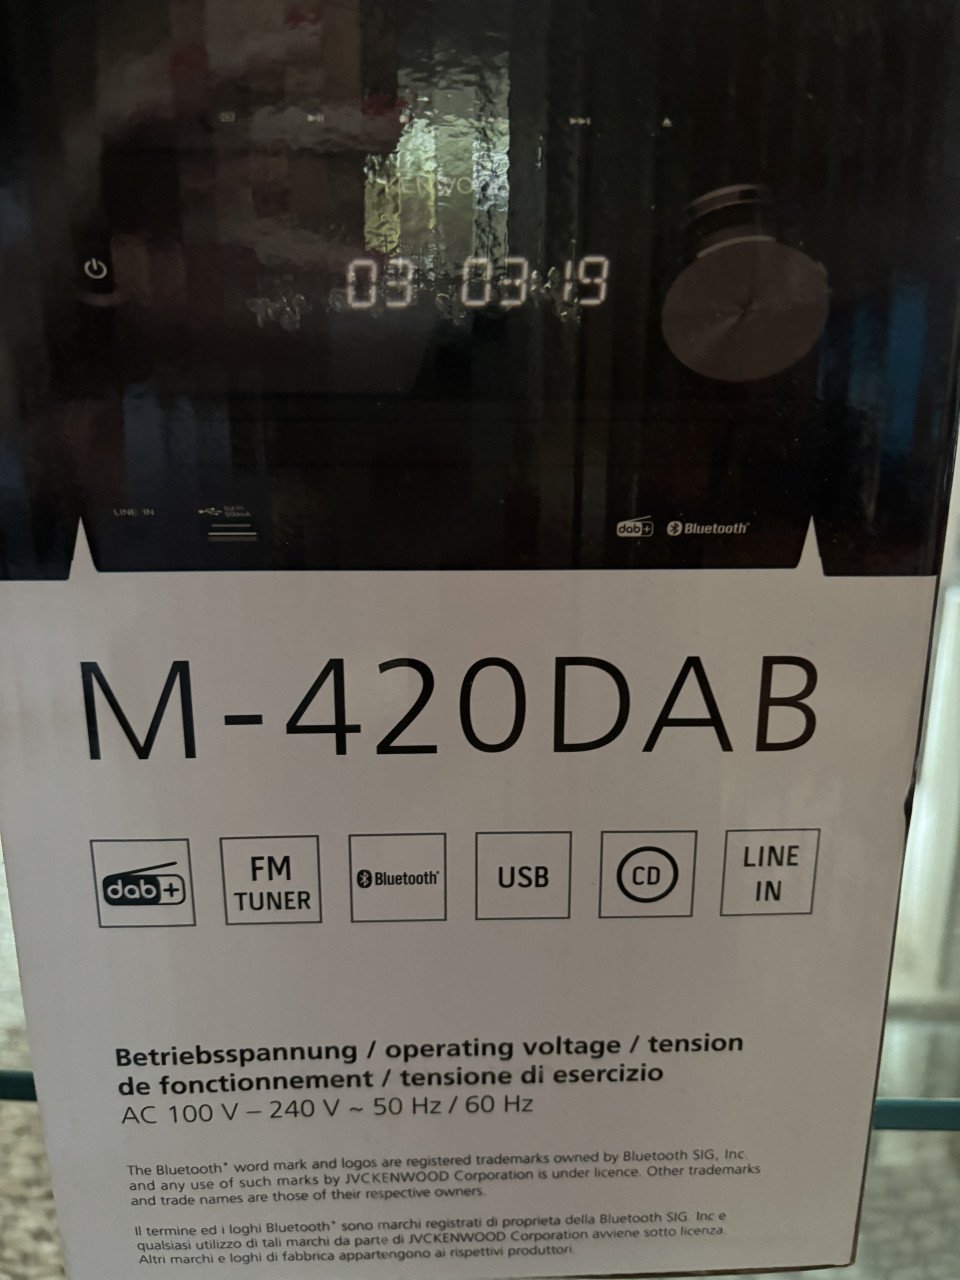 KENWOOD
03 03:19
LINE IN
5V⎓
500mA
dab+ Bluetooth®
M-420DAB
dab+
FM
TUNER
Bluetooth®
USB
CD
LINE
IN
Betriebsspannung / operating voltage / tension
de fonctionnement / tensione di esercizio
AC 100 V – 240 V ~ 50 Hz / 60 Hz
The Bluetooth® word mark and logos are registered trademarks owned by Bluetooth SIG, Inc.
and any use of such marks by JVCKENWOOD Corporation is under licence. Other trademarks
and trade names are those of their respective owners.
Il termine ed i loghi Bluetooth® sono marchi registrati di proprieta della Bluetooth SIG. Inc e
qualsiasi utilizzo di tali marchi da parte di JVCKENWOOD Corporation avviene sotto licenza.
Altri marchi e loghi di fabbrica appartengono ai rispettivi produttori.